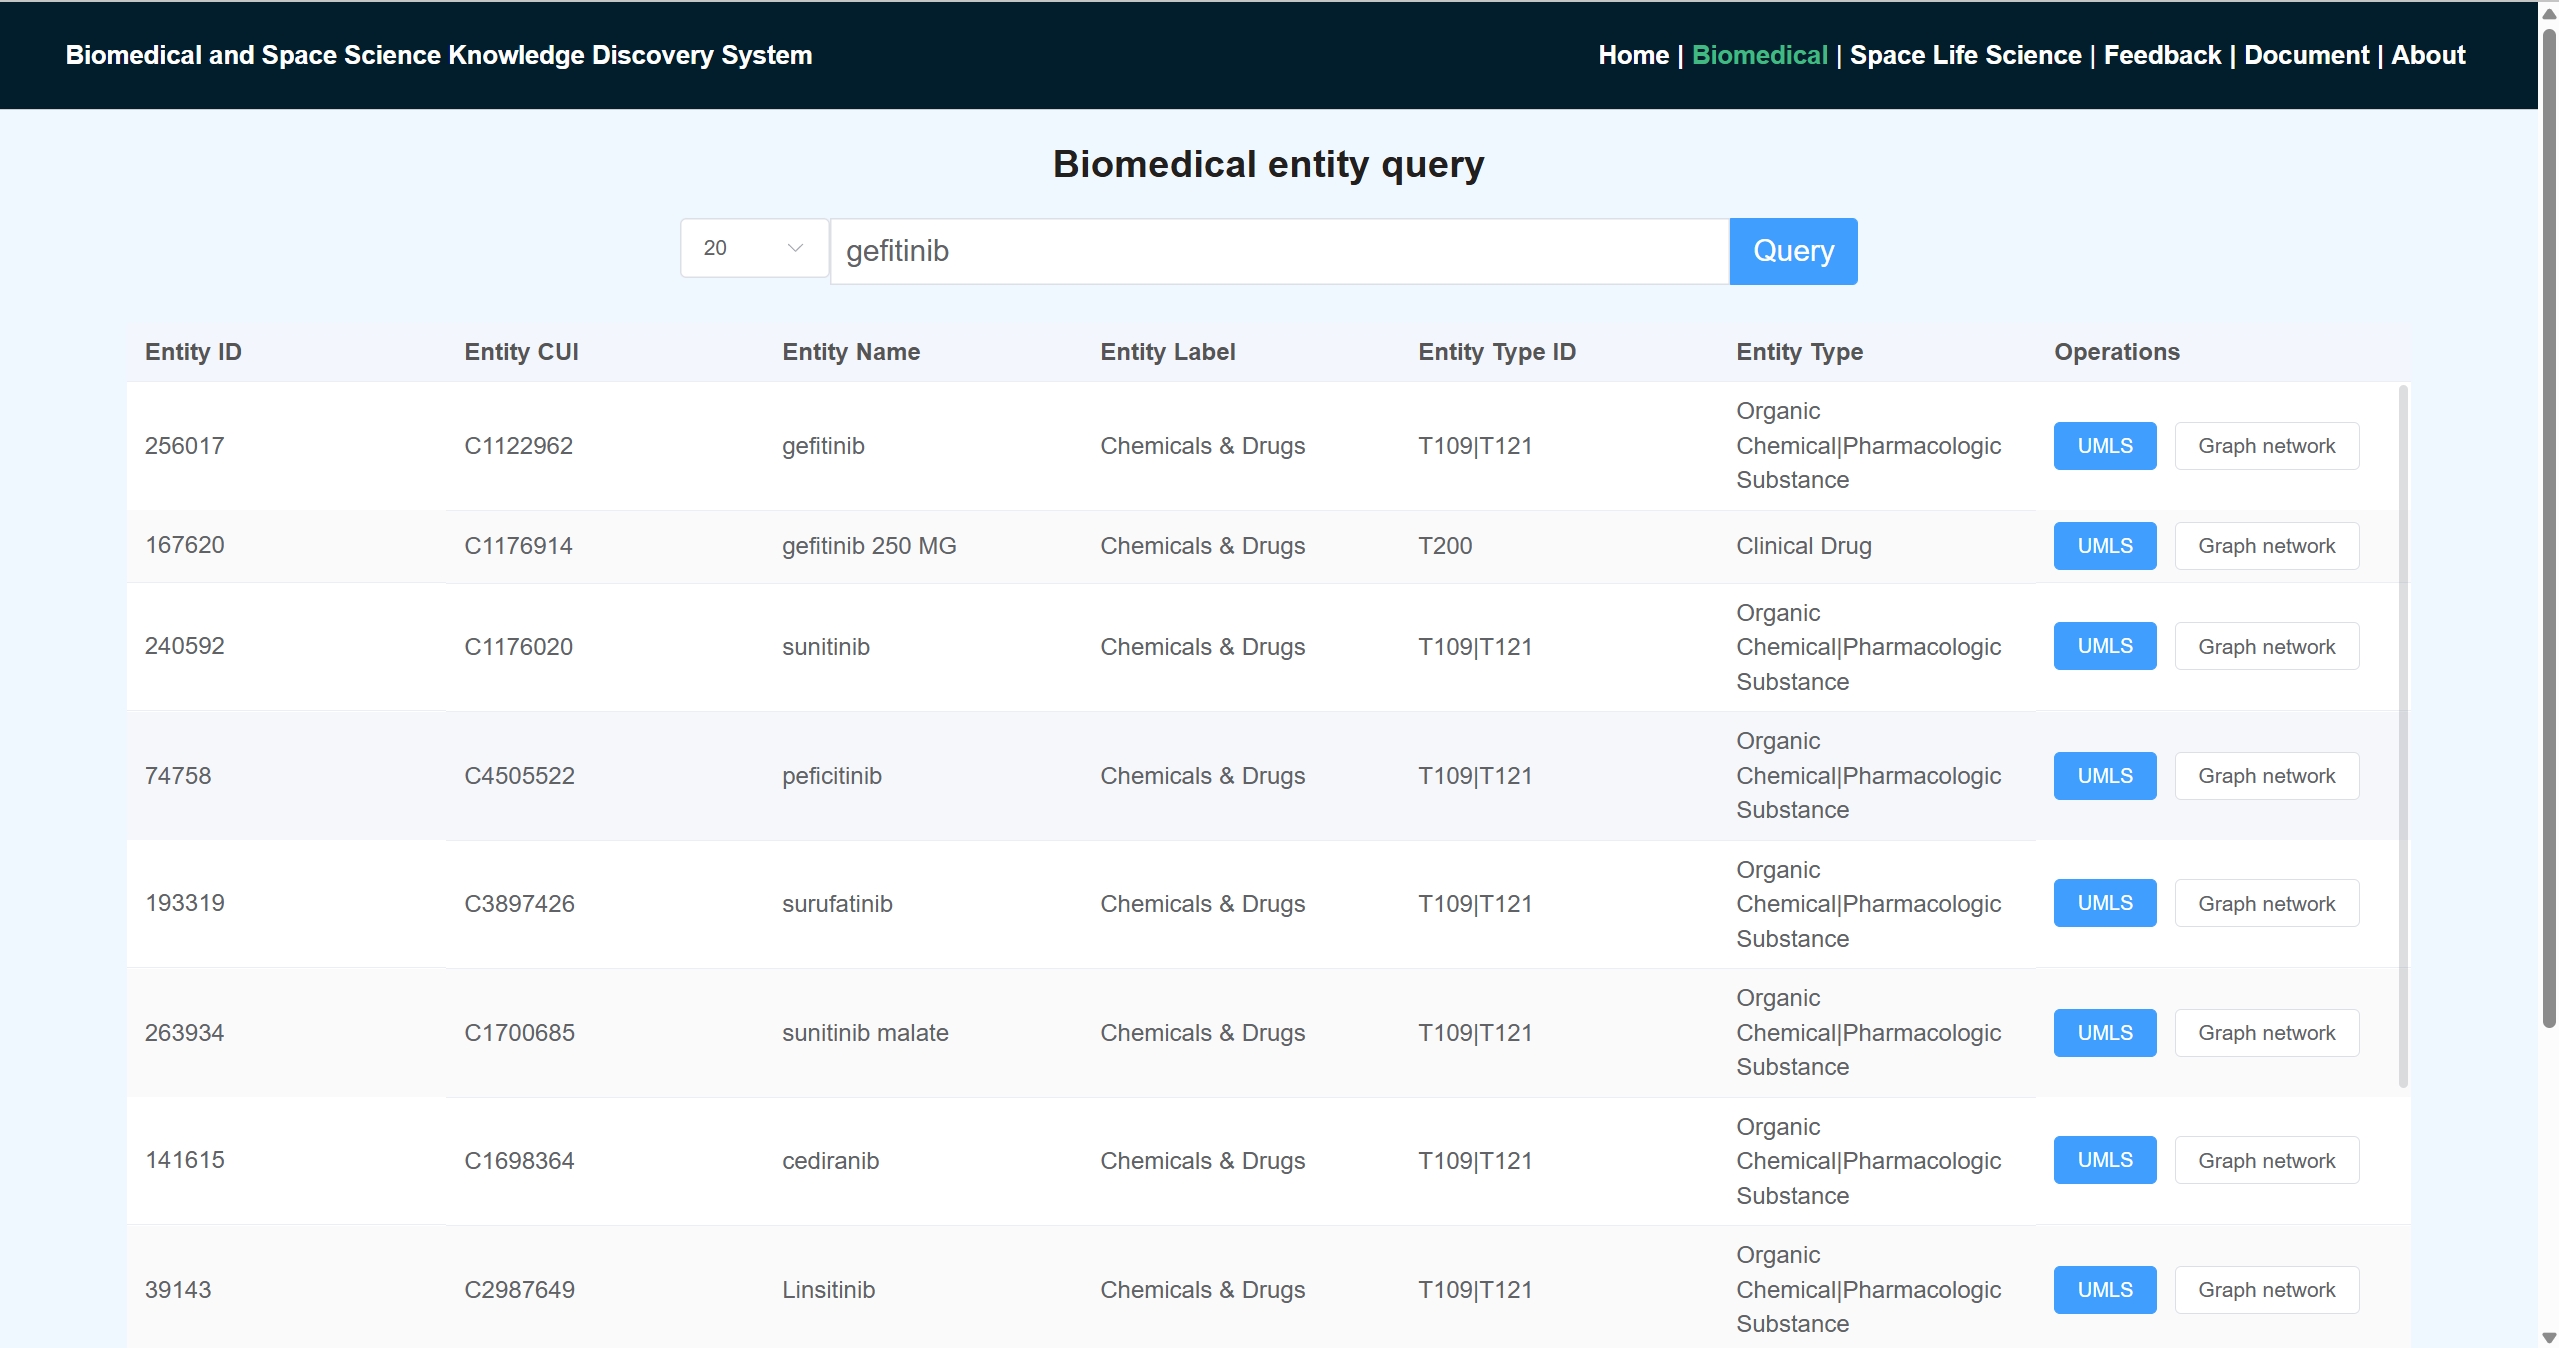 Biomedical and Space Science Knowledge Discovery System
Home | Biomedical | Space Life Science | Feedback | Document | About
Biomedical entity query
20 gefitinib Query
Entity ID Entity CUI Entity Name Entity Label Entity Type ID Entity Type Operations
256017 C1122962 gefitinib Chemicals & Drugs T109|T121 Organic Chemical|Pharmacologic Substance UMLS Graph network
167620 C1176914 gefitinib 250 MG Chemicals & Drugs T200 Clinical Drug UMLS Graph network
240592 C1176020 sunitinib Chemicals & Drugs T109|T121 Organic Chemical|Pharmacologic Substance UMLS Graph network
74758 C4505522 peficitinib Chemicals & Drugs T109|T121 Organic Chemical|Pharmacologic Substance UMLS Graph network
193319 C3897426 surufatinib Chemicals & Drugs T109|T121 Organic Chemical|Pharmacologic Substance UMLS Graph network
263934 C1700685 sunitinib malate Chemicals & Drugs T109|T121 Organic Chemical|Pharmacologic Substance UMLS Graph network
141615 C1698364 cediranib Chemicals & Drugs T109|T121 Organic Chemical|Pharmacologic Substance UMLS Graph network
39143 C2987649 Linsitinib Chemicals & Drugs T109|T121 Organic Chemical|Pharmacologic Substance UMLS Graph network